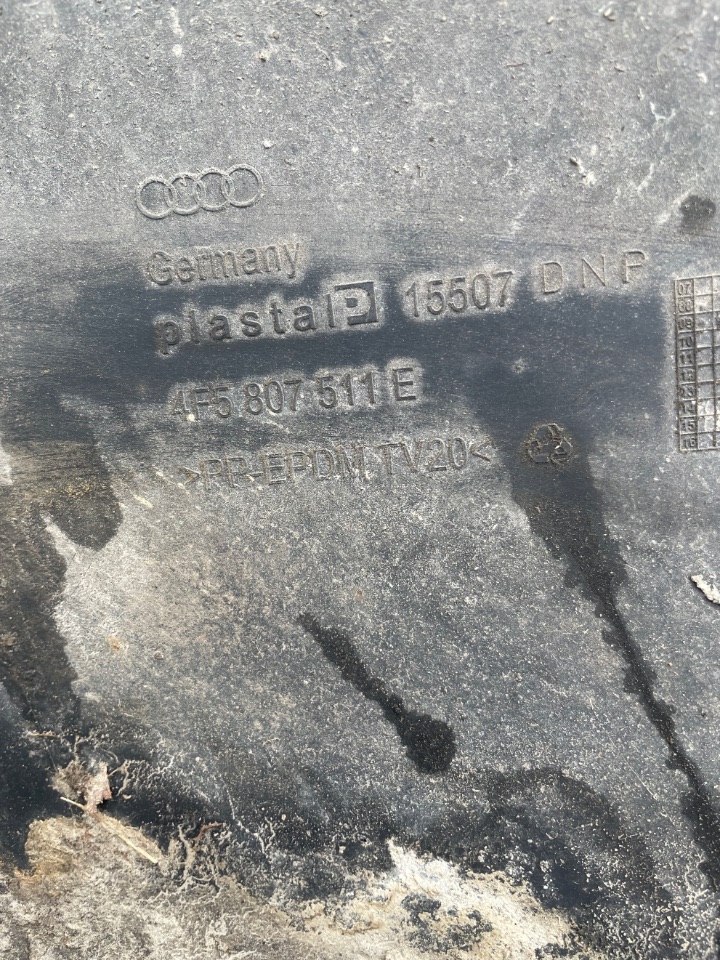 Germany
plastal P 15507 DNP
4F5 807 511 E
>PP-EPDM TV20<